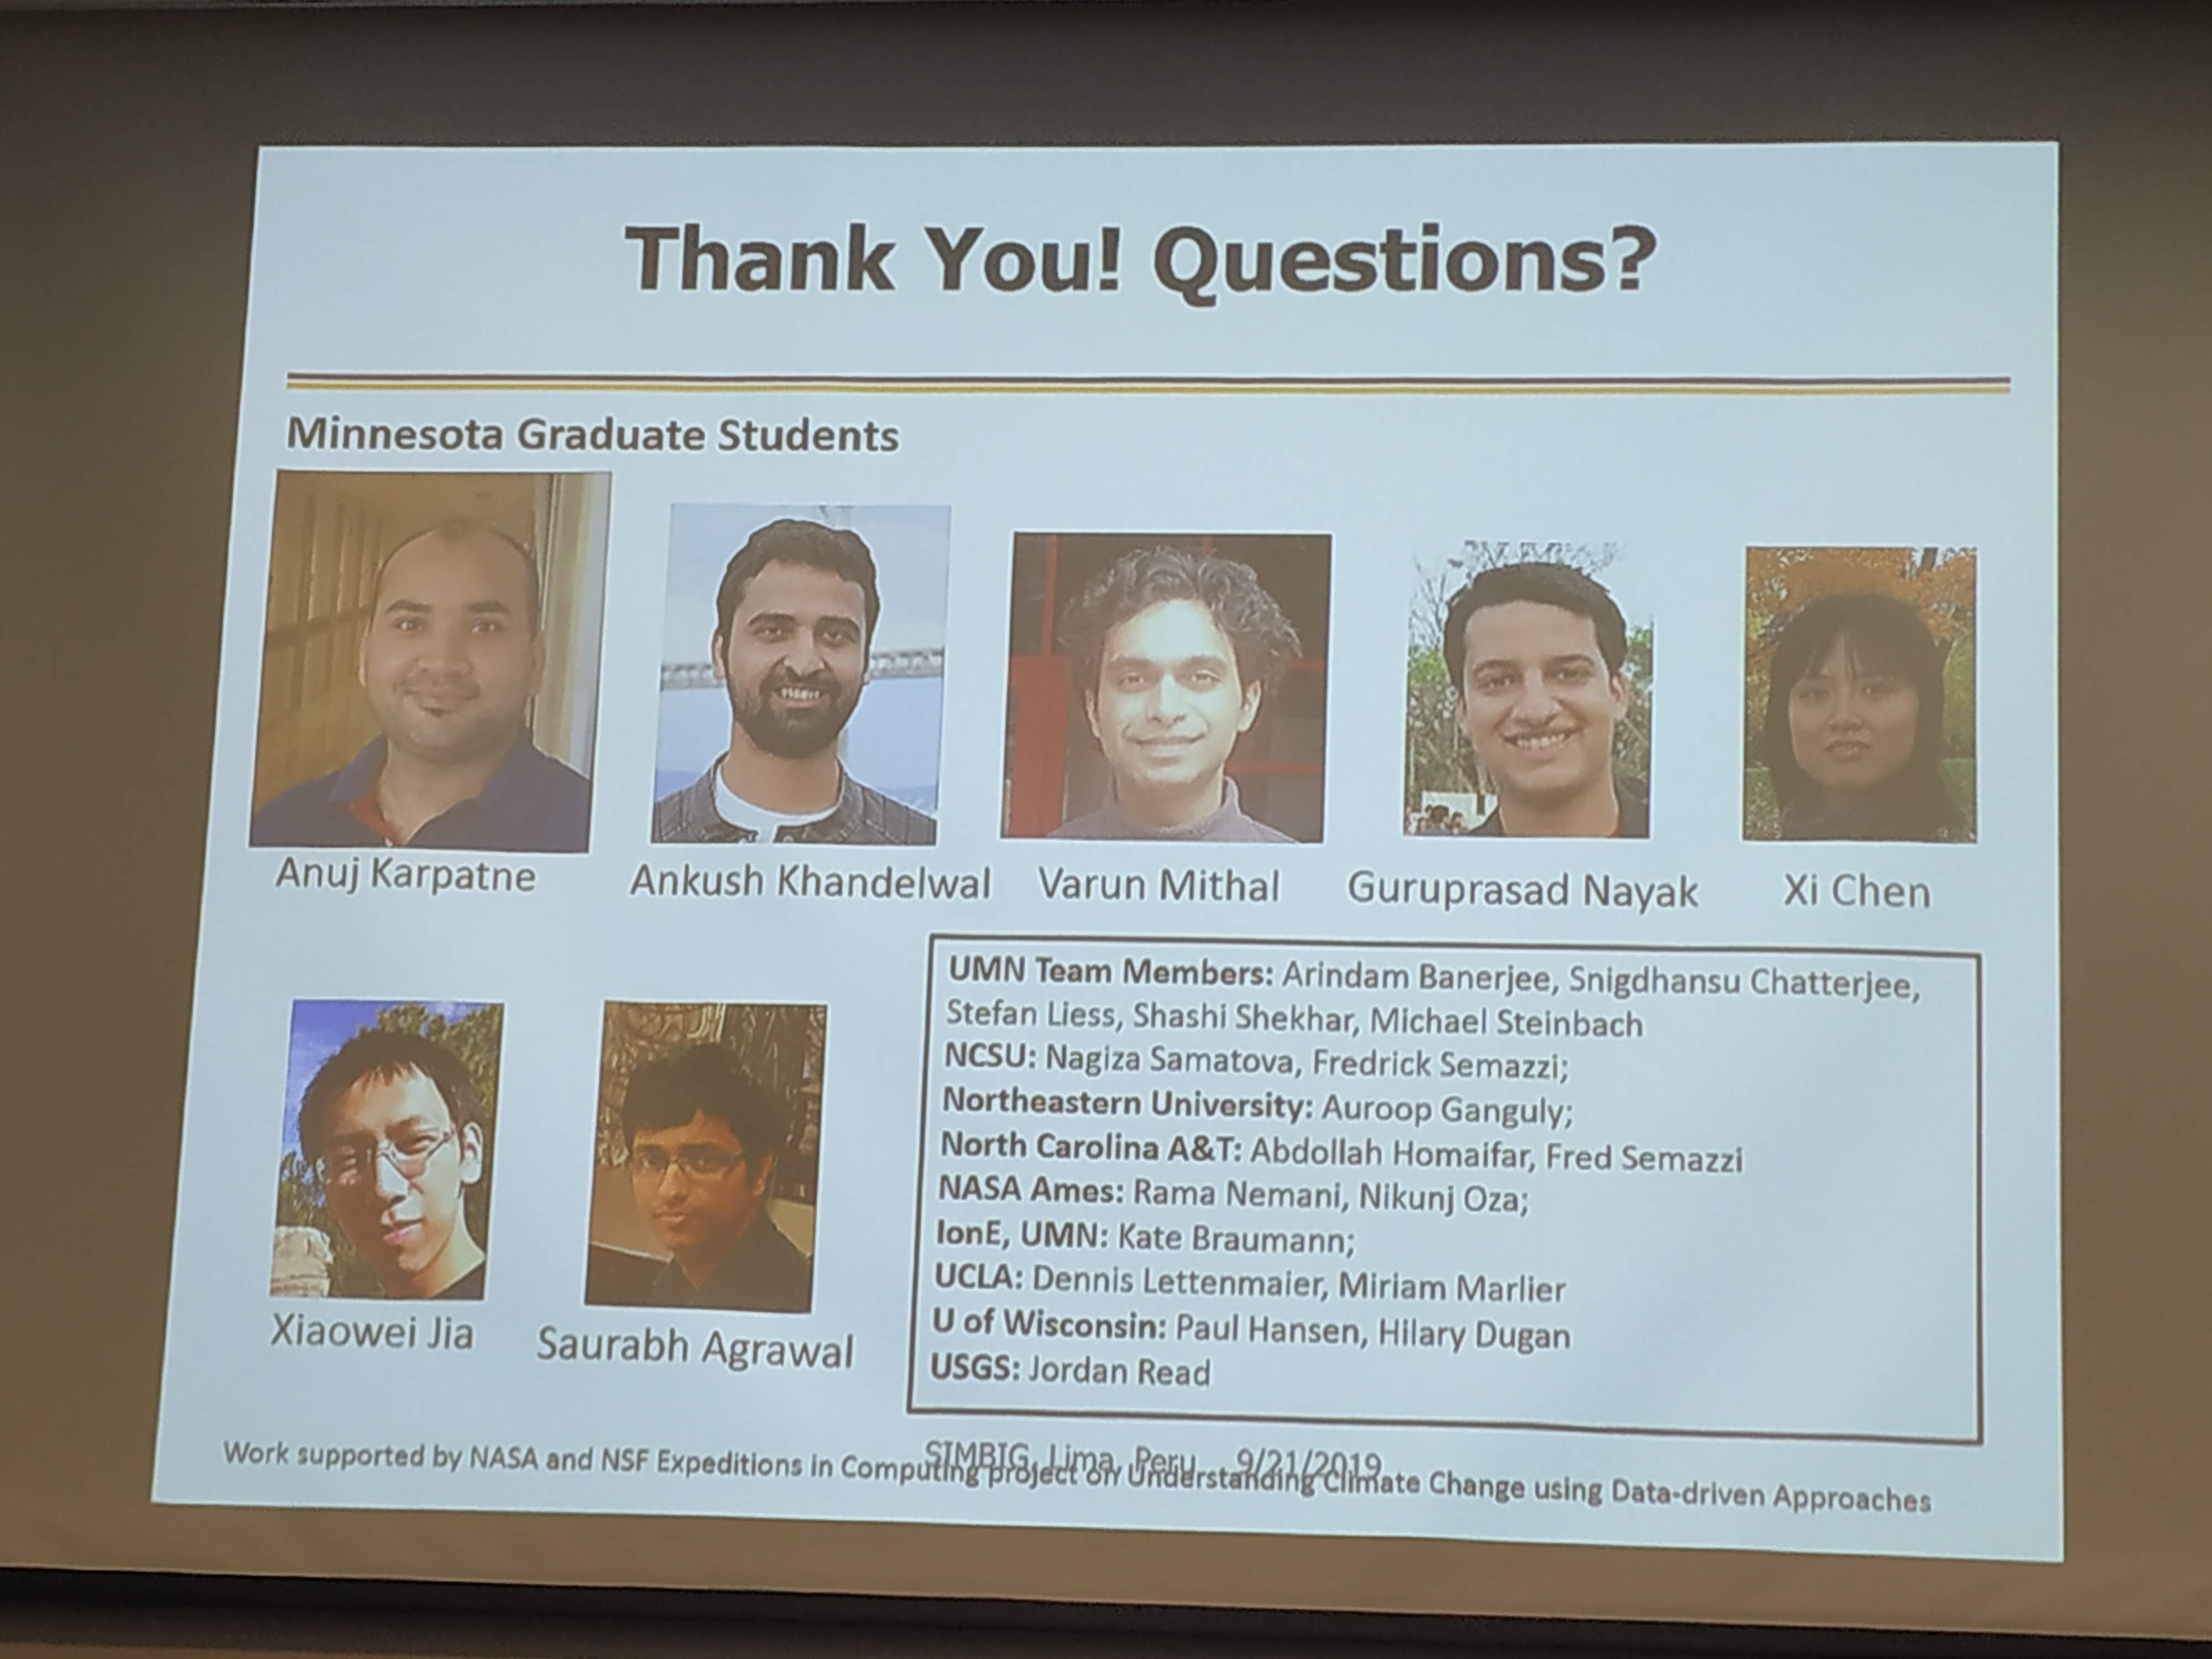 Thank You! Questions?
Minnesota Graduate Students
Anuj Karpatne
Ankush Khandelwal
Varun Mithal
Guruprasad Nayak
Xi Chen
Xiaowei Jia
Saurabh Agrawal
UMN Team Members: Arindam Banerjee, Snigdhansu Chatterjee,
Stefan Liess, Shashi Shekhar, Michael Steinbach
NCSU: Nagiza Samatova, Fredrick Semazzi;
Northeastern University: Auroop Ganguly;
North Carolina A&T: Abdollah Homaifar, Fred Semazzi
NASA Ames: Rama Nemani, Nikunj Oza;
IonE, UMN: Kate Braumann;
UCLA: Dennis Lettenmaier, Miriam Marlier
U of Wisconsin: Paul Hansen, Hilary Dugan
USGS: Jordan Read
SIMBIG, Lima, Peru 9/21/2019
Work supported by NASA and NSF Expeditions in Computing project on Understanding Climate Change using Data-driven Approaches